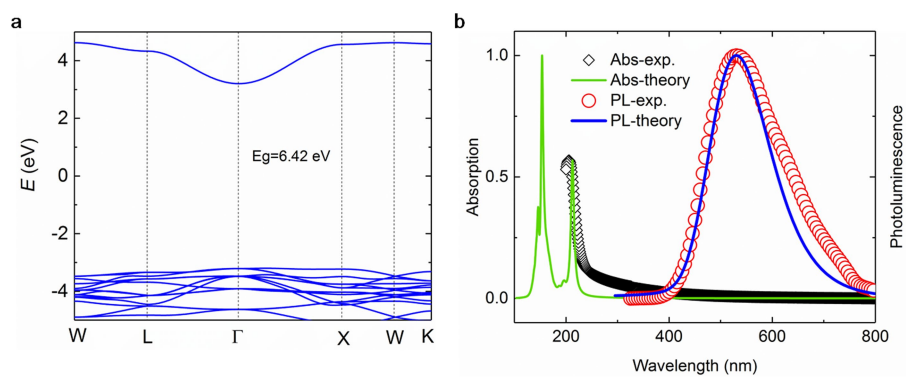 a
E (eV)
4
2
0
-2
-4
Eg=6.42 eV
W L Γ X W K
b
Absorption
1.0
0.5
0.0
Abs-exp.
Abs-theory
PL-exp.
PL-theory
Photoluminescence
200 400 600 800
Wavelength (nm)